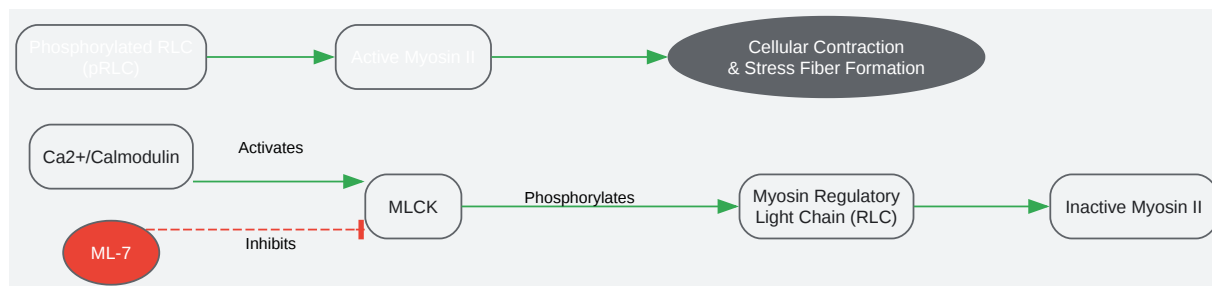 Phosphorylated RLC
(pRLC)
Active Myosin II
Cellular Contraction
& Stress Fiber Formation
Ca2+/Calmodulin
Activates
MLCK
Phosphorylates
Myosin Regulatory
Light Chain (RLC)
Inactive Myosin II
ML-7
Inhibits